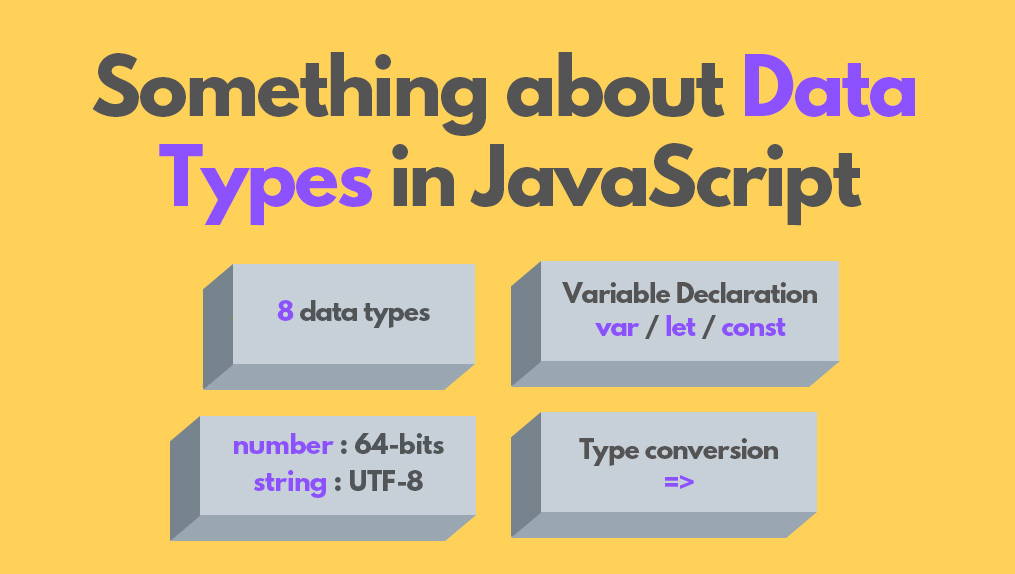 Something about Data
Types in JavaScript
8 data types
Variable Declaration
var / let / const
number : 64-bits
string : UTF-8
Type conversion
=>